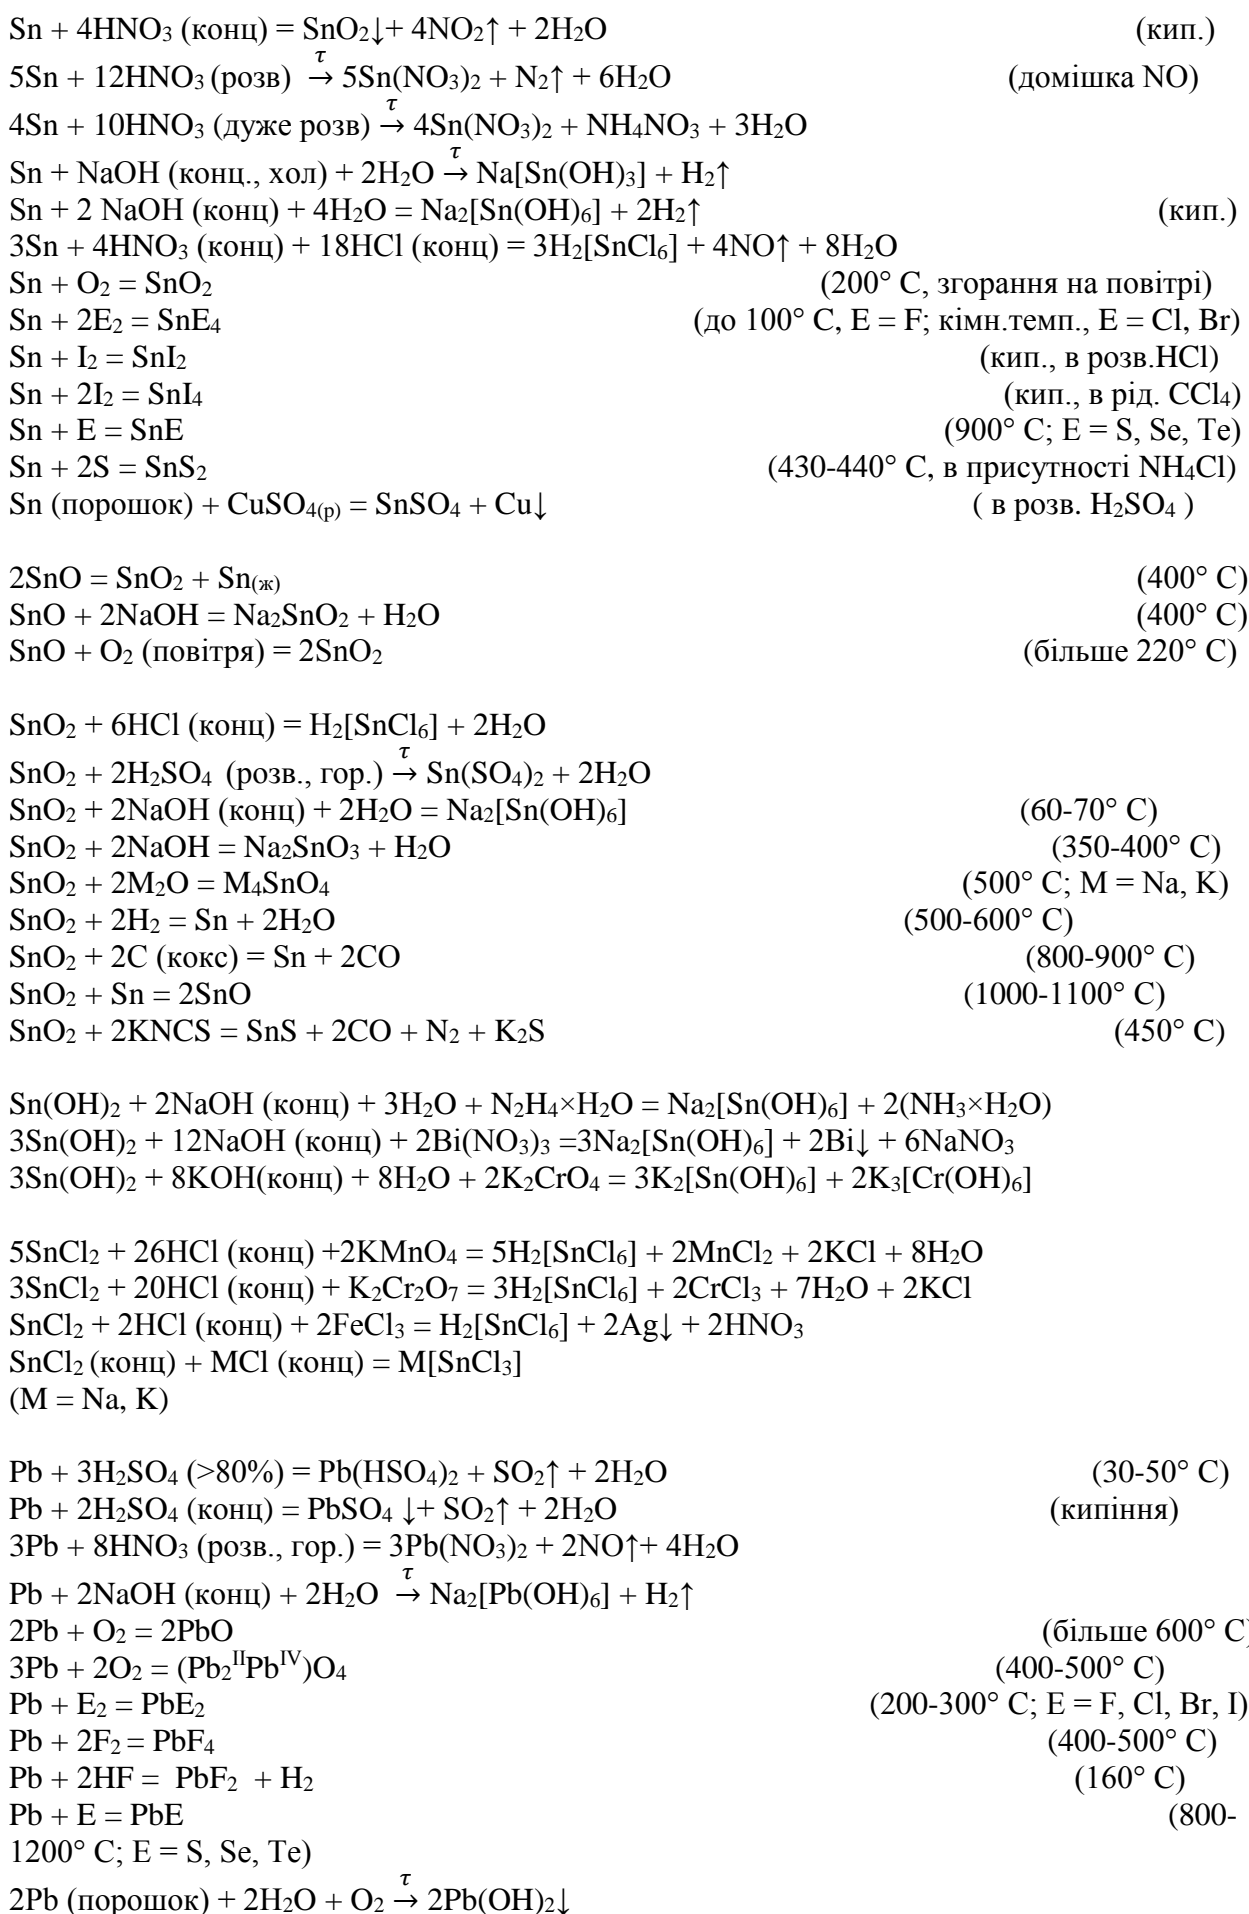 Sn + 4HNO₃ (конц) = SnO₂↓+ 4NO₂↑ + 2H₂O (кип.)
5Sn + 12HNO₃ (розв) →τ 5Sn(NO₃)₂ + N₂↑ + 6H₂O (домішка NO)
4Sn + 10HNO₃ (дуже розв) →τ 4Sn(NO₃)₂ + NH₄NO₃ + 3H₂O
Sn + NaOH (конц., хол) + 2H₂O →τ Na[Sn(OH)₃] + H₂↑
Sn + 2 NaOH (конц) + 4H₂O = Na₂[Sn(OH)₆] + 2H₂↑ (кип.)
3Sn + 4HNO₃ (конц) + 18HCl (конц) = 3H₂[SnCl₆] + 4NO↑ + 8H₂O
Sn + O₂ = SnO₂ (200° С, згорання на повітрі)
Sn + 2E₂ = SnE₄ (до 100° С, E = F; кімн.темп., E = Cl, Br)
Sn + I₂ = SnI₂ (кип., в розв.HCl)
Sn + 2I₂ = SnI₄ (кип., в рід. CCl₄)
Sn + E = SnE (900° С; E = S, Se, Te)
Sn + 2S = SnS₂ (430-440° С, в присутності NH₄Cl)
Sn (порошок) + CuSO₄₍ₚ₎ = SnSO₄ + Cu↓ ( в розв. H₂SO₄ )
2SnO = SnO₂ + Sn(ж) (400° С)
SnO + 2NaOH = Na₂SnO₂ + H₂O (400° С)
SnO + O₂ (повітря) = 2SnO₂ (більше 220° С)
SnO₂ + 6HCl (конц) = H₂[SnCl₆] + 2H₂O
SnO₂ + 2H₂SO₄ (розв., гор.) →τ Sn(SO₄)₂ + 2H₂O
SnO₂ + 2NaOH (конц) + 2H₂O = Na₂[Sn(OH)₆] (60-70° С)
SnO₂ + 2NaOH = Na₂SnO₃ + H₂O (350-400° С)
SnO₂ + 2M₂O = M₄SnO₄ (500° С; M = Na, K)
SnO₂ + 2H₂ = Sn + 2H₂O (500-600° С)
SnO₂ + 2C (кокс) = Sn + 2CO (800-900° С)
SnO₂ + Sn = 2SnO (1000-1100° С)
SnO₂ + 2KNCS = SnS + 2CO + N₂ + K₂S (450° С)
Sn(OH)₂ + 2NaOH (конц) + 3H₂O + N₂H₄×H₂O = Na₂[Sn(OH)₆] + 2(NH₃×H₂O)
3Sn(OH)₂ + 12NaOH (конц) + 2Bi(NO₃)₃ =3Na₂[Sn(OH)₆] + 2Bi↓ + 6NaNO₃
3Sn(OH)₂ + 8KOH(конц) + 8H₂O + 2K₂CrO₄ = 3K₂[Sn(OH)₆] + 2K₃[Cr(OH)₆]
5SnCl₂ + 26HCl (конц) +2KMnO₄ = 5H₂[SnCl₆] + 2MnCl₂ + 2KCl + 8H₂O
3SnCl₂ + 20HCl (конц) + K₂Cr₂O₇ = 3H₂[SnCl₆] + 2CrCl₃ + 7H₂O + 2KCl
SnCl₂ + 2HCl (конц) + 2FeCl₃ = H₂[SnCl₆] + 2Ag↓ + 2HNO₃
SnCl₂ (конц) + MCl (конц) = M[SnCl₃]
(M = Na, K)
Pb + 3H₂SO₄ (>80%) = Pb(HSO₄)₂ + SO₂↑ + 2H₂O (30-50° С)
Pb + 2H₂SO₄ (конц) = PbSO₄ ↓+ SO₂↑ + 2H₂O (кипіння)
3Pb + 8HNO₃ (розв., гор.) = 3Pb(NO₃)₂ + 2NO↑+ 4H₂O
Pb + 2NaOH (конц) + 2H₂O →τ Na₂[Pb(OH)₆] + H₂↑
2Pb + O₂ = 2PbO (більше 600° С)
3Pb + 2O₂ = (Pb₂ᴵᴵPbᴵⱽ)O₄ (400-500° С)
Pb + E₂ = PbE₂ (200-300° С; E = F, Cl, Br, I)
Pb + 2F₂ = PbF₄ (400-500° С)
Pb + 2HF = PbF₂ + H₂ (160° С)
Pb + E = PbE (800-
1200° С; E = S, Se, Te)
2Pb (порошок) + 2H₂O + O₂ →τ 2Pb(OH)₂↓